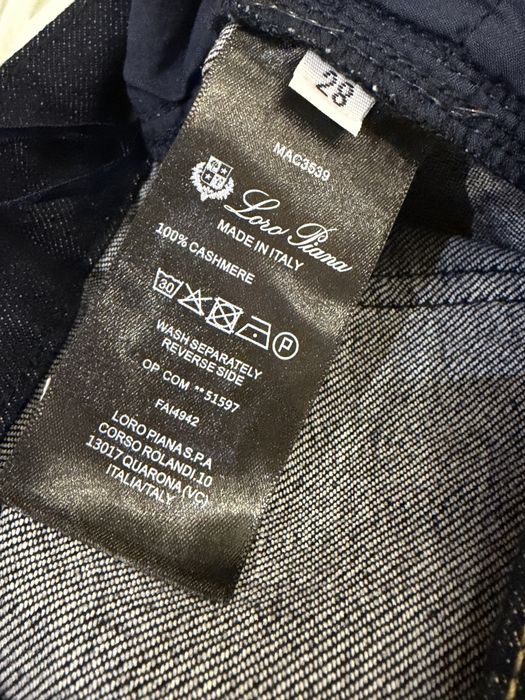 28
MAC3539
Loro Piana
MADE IN ITALY
100% CASHMERE
30 P
WASH SEPARATELY
REVERSE SIDE
OP. COM ** 51597
FAI4942
LORO PIANA S.P.A
CORSO ROLANDI.10
13017 QUARONA (VC)
ITALIA/ITALY